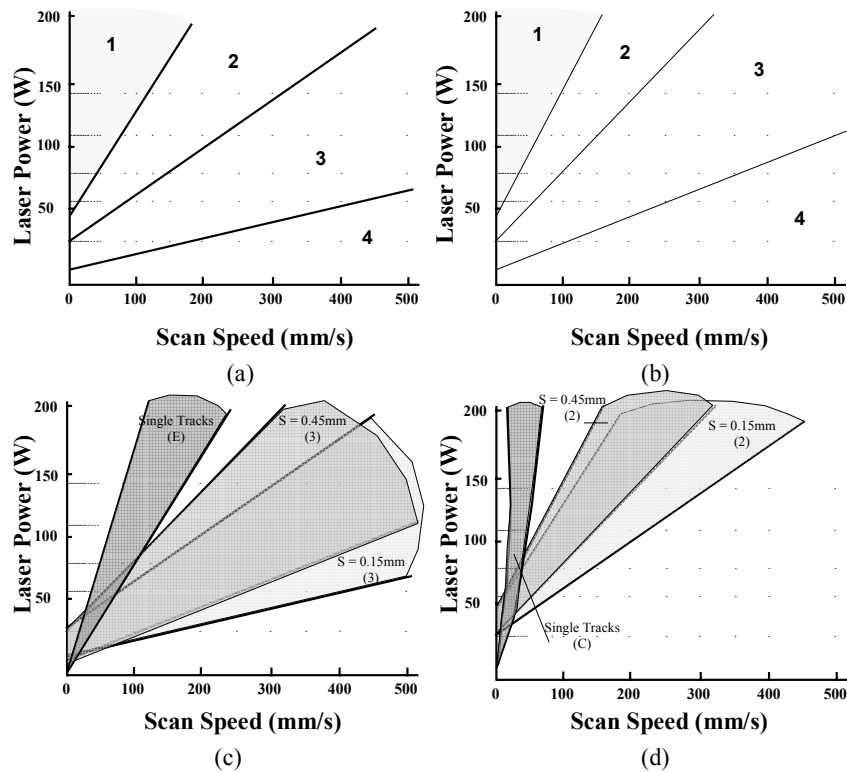 200
150
100
50
0
100
200
300
400
500
Laser Power (W)
Scan Speed (mm/s)
1
2
3
4
(a)
200
150
100
50
0
100
200
300
400
500
Laser Power (W)
Scan Speed (mm/s)
1
2
3
4
(b)
200
150
100
50
0
100
200
300
400
500
Laser Power (W)
Scan Speed (mm/s)
Single Tracks
(E)
S = 0.45mm
(3)
S = 0.15mm
(3)
(c)
200
150
100
50
0
100
200
300
400
500
Laser Power (W)
Scan Speed (mm/s)
S = 0.45mm
(2)
S = 0.15mm
(2)
Single Tracks
(C)
(d)